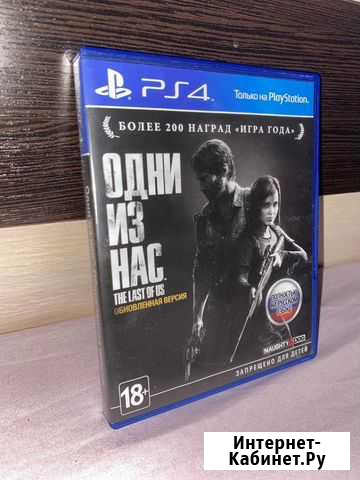 PS4
Только на PlayStation.
БОЛЕЕ 200 НАГРАД «ИГРА ГОДА»
ОДНИ
ИЗ
НАС
THE LAST OF US
ОБНОВЛЕННАЯ ВЕРСИЯ
NAUGHTY DOG
18+
ЗАПРЕЩЕНО ДЛЯ ДЕТЕЙ
Интернет-
Кабинет.Ру